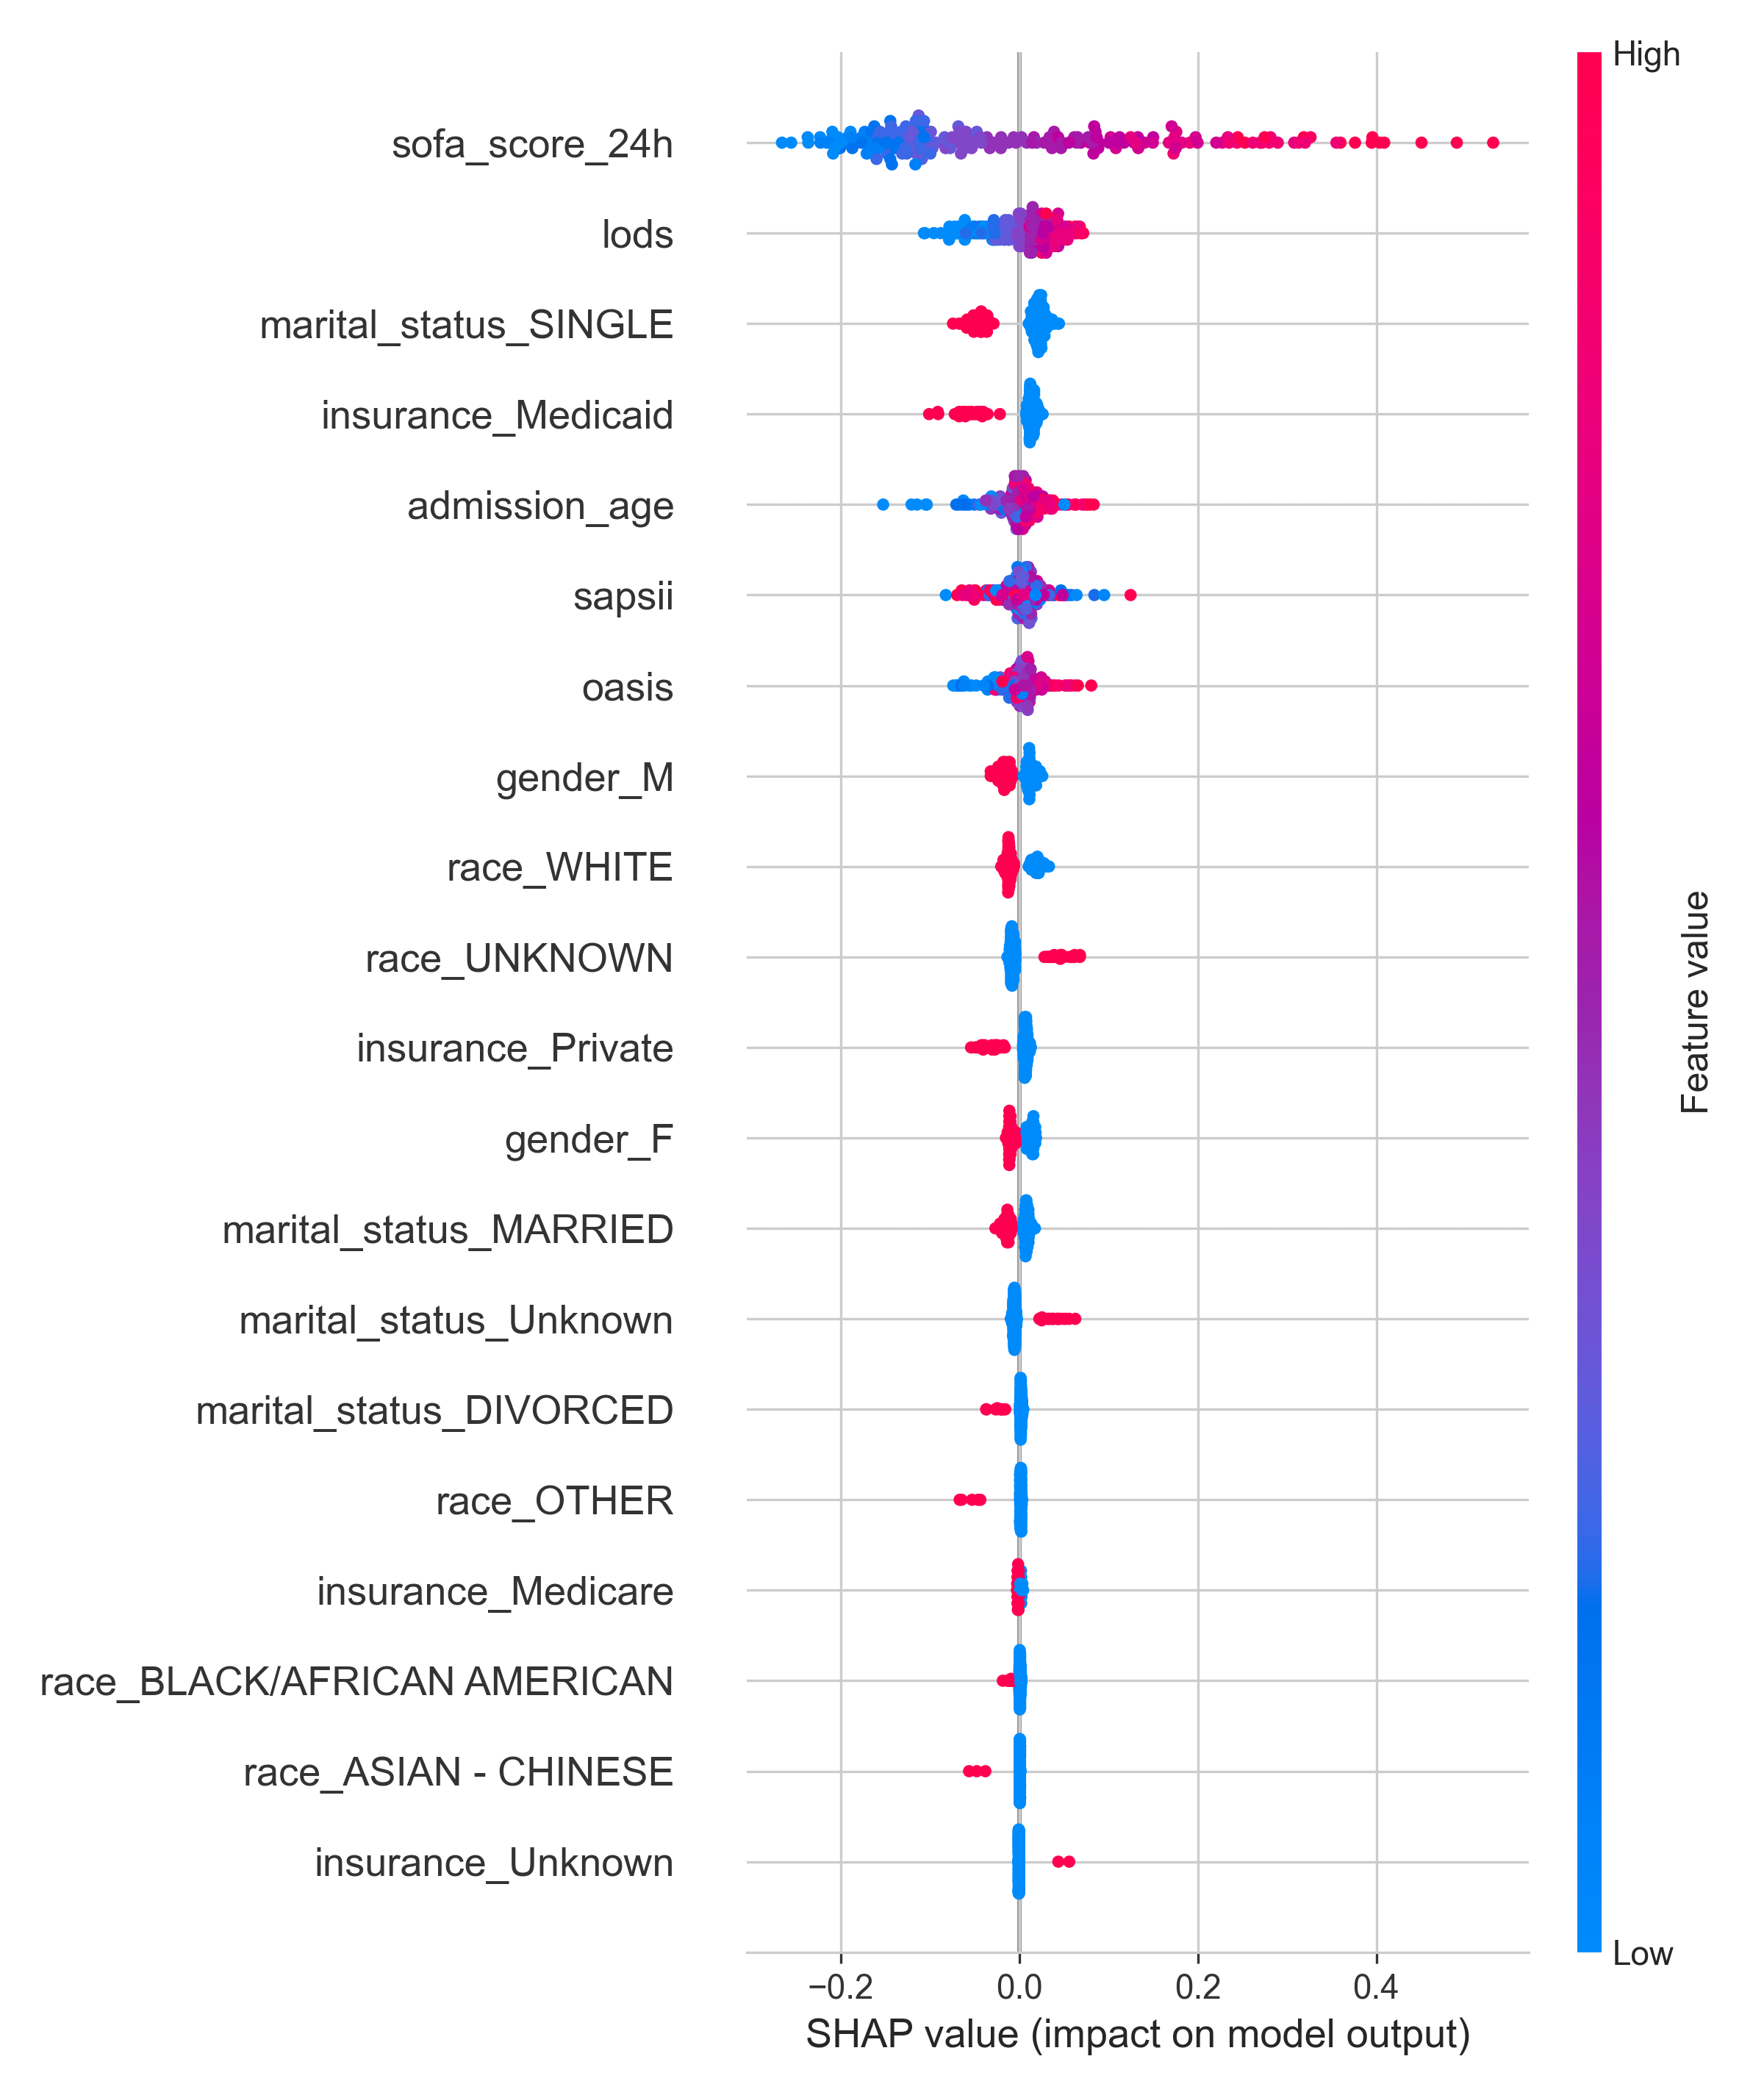 High
sofa_score_24h
lods
marital_status_SINGLE
insurance_Medicaid
admission_age
sapsii
oasis
gender_M
race_WHITE
race_UNKNOWN
insurance_Private
gender_F
marital_status_MARRIED
marital_status_Unknown
marital_status_DIVORCED
race_OTHER
insurance_Medicare
race_BLACK/AFRICAN AMERICAN
race_ASIAN - CHINESE
insurance_Unknown
Feature value
Low
−0.2 0.0 0.2 0.4
SHAP value (impact on model output)